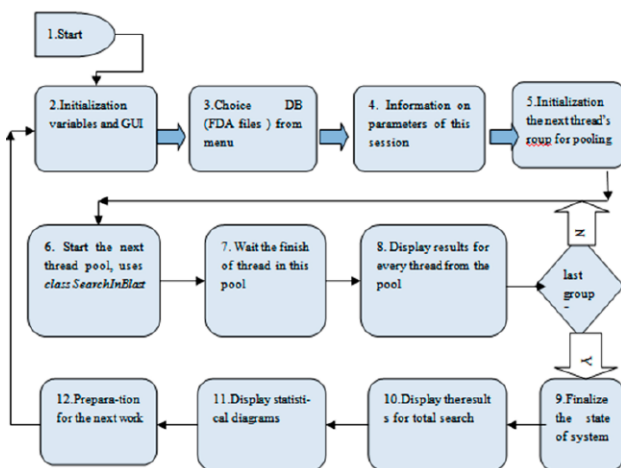 1.Start
2.Initialization
variables and GUI
3.Choice DB
(FDA files ) from
menu
4. Information on
parameters of this
session
5.Initialization
the next thread's
roup for pooling
6. Start the next
thread pool, uses
class SearchInBlast
7. Wait the finish
of thread in this
pool
8. Display results for
every thread from the
pool
N
last
group
Y
9.Finalize
the state
of system
10. Display theresult
s for total search
11.Display statisti-
cal diagrams
12.Prepara-tion
for the next work